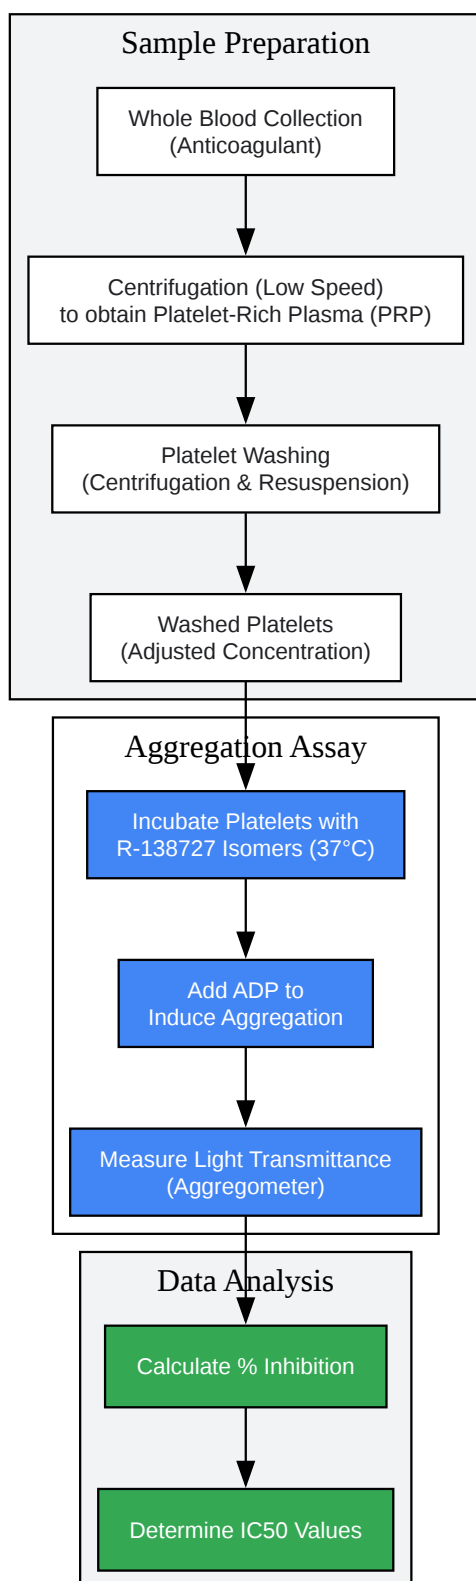 Sample Preparation
Whole Blood Collection
(Anticoagulant)
Centrifugation (Low Speed)
to obtain Platelet-Rich Plasma (PRP)
Platelet Washing
(Centrifugation & Resuspension)
Washed Platelets
(Adjusted Concentration)
Aggregation Assay
Incubate Platelets with
R-138727 Isomers (37°C)
Add ADP to
Induce Aggregation
Measure Light Transmittance
(Aggregometer)
Data Analysis
Calculate % Inhibition
Determine IC50 Values